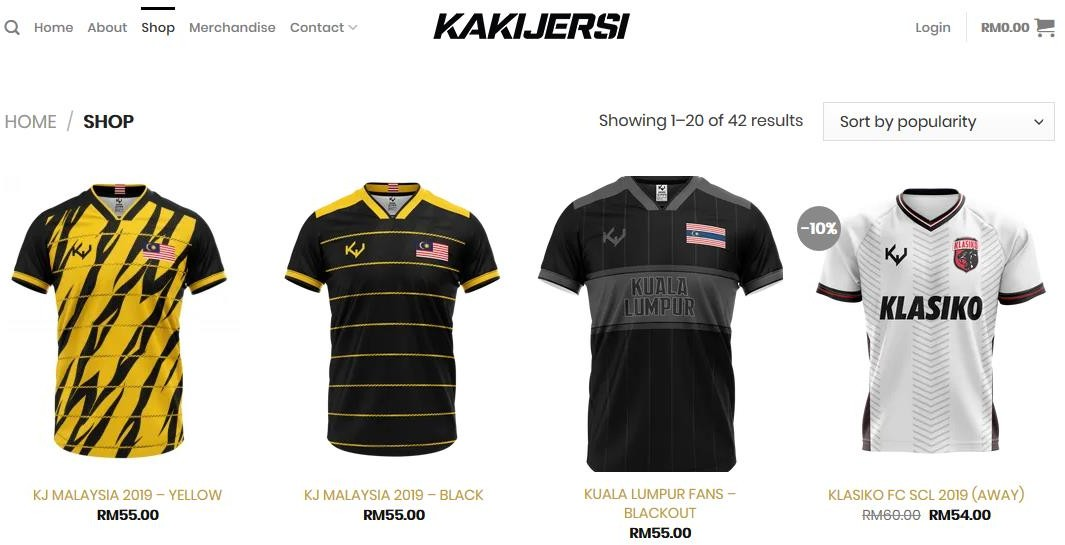 Home About Shop Merchandise Contact
KAKIJERSI
Login RM0.00
HOME / SHOP
Showing 1–20 of 42 results
Sort by popularity
-10%
KLASIKO
KUALA
LUMPUR
KLASIKO
KJ MALAYSIA 2019 – YELLOW
RM55.00
KJ MALAYSIA 2019 – BLACK
RM55.00
KUALA LUMPUR FANS –
BLACKOUT
RM55.00
KLASIKO FC SCL 2019 (AWAY)
RM60.00 RM54.00